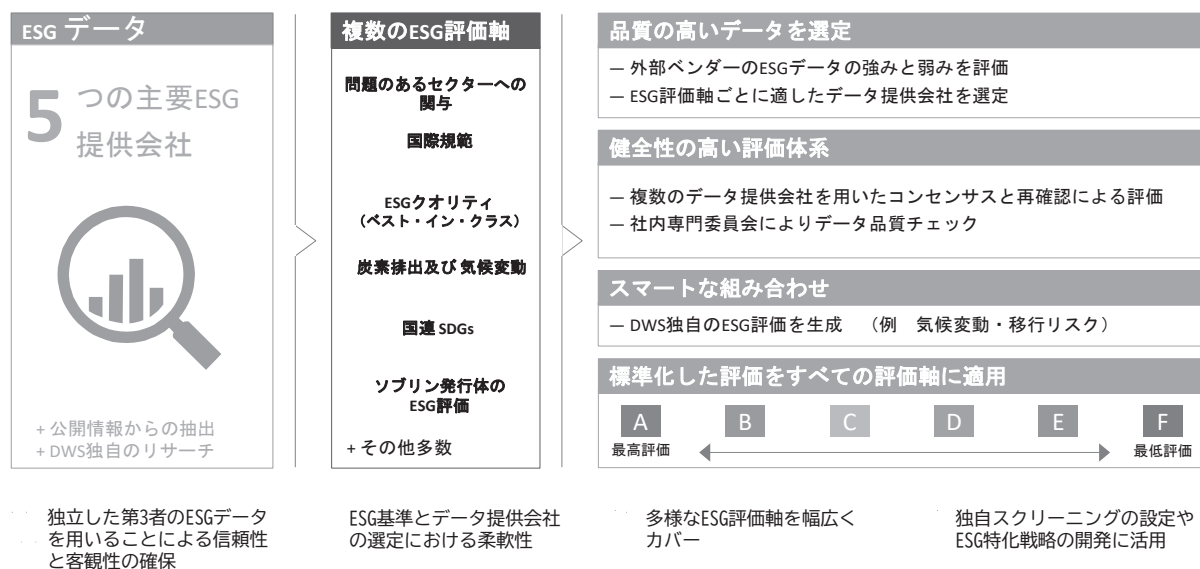 ESG データ
5 つの主要ESG
提供会社
+ 公開情報からの抽出
+ DWS独自のリサーチ
複数のESG評価軸
問題のあるセクターへの
関与
国際規範
ESGクオリティ
（ベスト・イン・クラス）
炭素排出及び 気候変動
国連 SDGs
ソブリン発行体の
ESG評価
+ その他多数
品質の高いデータを選定
— 外部ベンダーのESGデータの強みと弱みを評価
— ESG評価軸ごとに適したデータ提供会社を選定
健全性の高い評価体系
— 複数のデータ提供会社を用いたコンセンサスと再確認による評価
— 社内専門委員会によりデータ品質チェック
スマートな組み合わせ
— DWS独自のESG評価を生成　（例　気候変動・移行リスク）
標準化した評価をすべての評価軸に適用
A B C D E F
最高評価 最低評価
独立した第3者のESGデータ
を用いることによる信頼性
と客観性の確保
ESG基準とデータ提供会社
の選定における柔軟性
多様なESG評価軸を幅広く
カバー
独自スクリーニングの設定や
ESG特化戦略の開発に活用